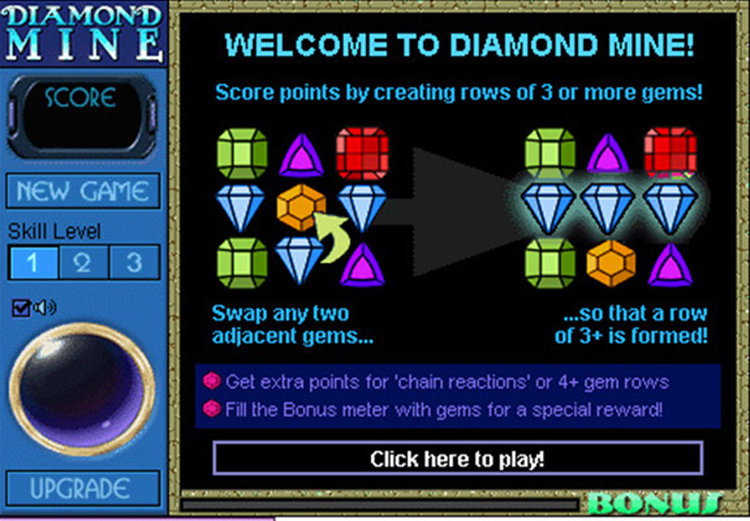 DIAMOND
MINE
SCORE
NEW GAME
Skill Level
1 2 3
UPGRADE
WELCOME TO DIAMOND MINE!
Score points by creating rows of 3 or more gems!
Swap any two
adjacent gems...
...so that a row
of 3+ is formed!
Get extra points for 'chain reactions' or 4+ gem rows
Fill the Bonus meter with gems for a special reward!
Click here to play!
BONUS